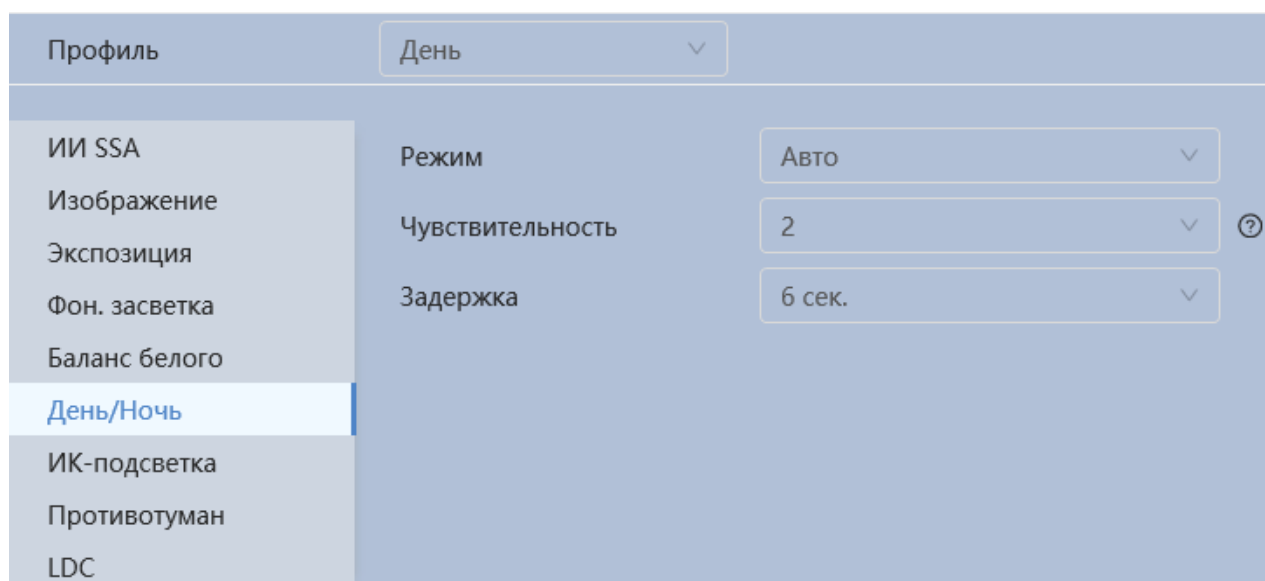 Профиль День
ИИ SSA
Изображение
Экспозиция
Фон. засветка
Баланс белого
День/Ночь
ИК-подсветка
Противотуман
LDC
Режим Авто
Чувствительность 2 ?
Задержка 6 сек.